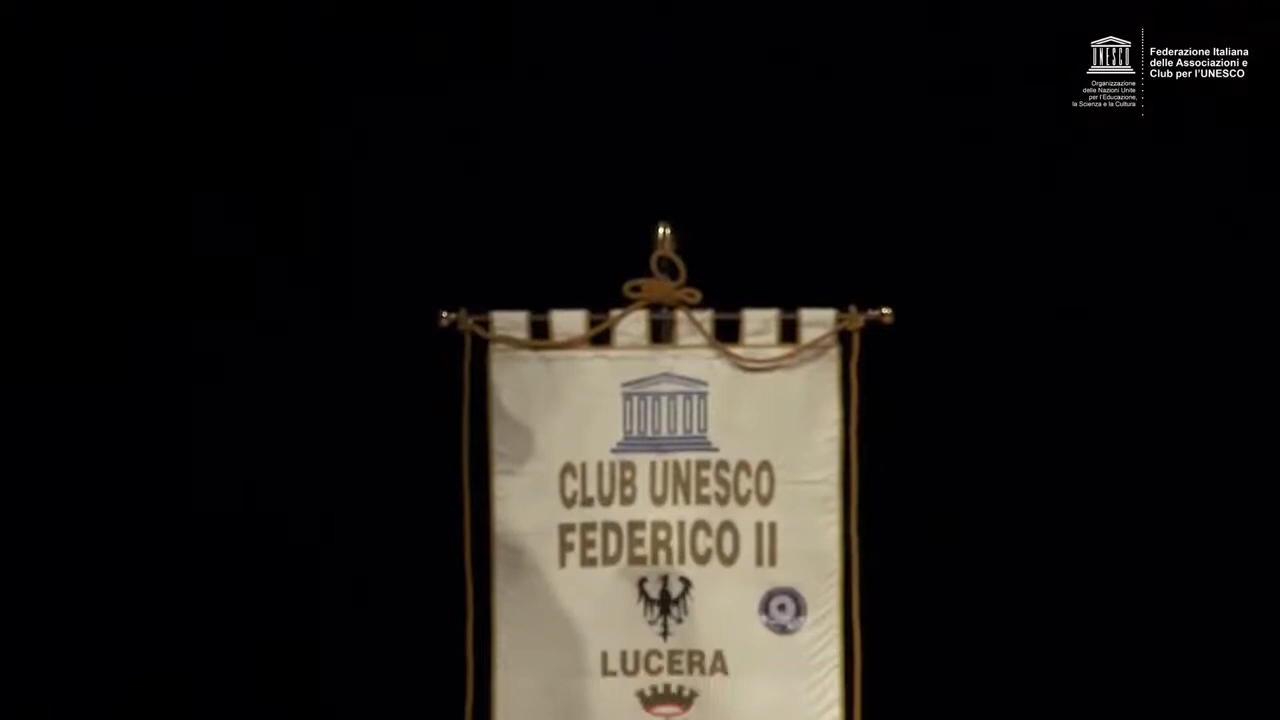 UNESCO
Organizzazione
delle Nazioni Unite
per l'Educazione,
la Scienza e la Cultura
Federazione Italiana
delle Associazioni e
Club per l'UNESCO
CLUB UNESCO
FEDERICO II
LUCERA